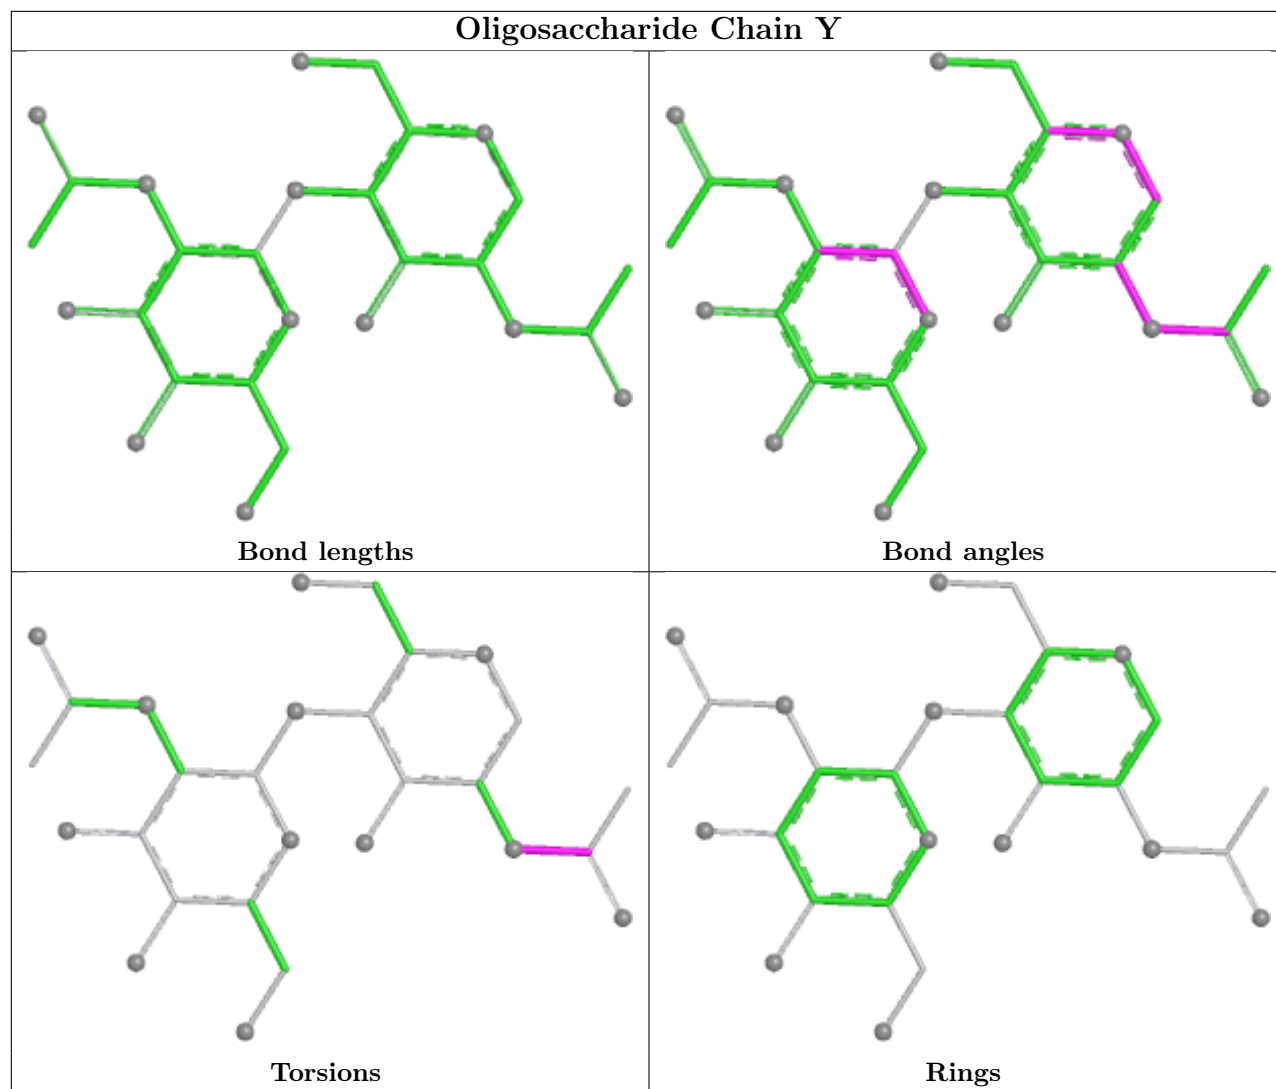 Oligosaccharide Chain Y
Bond lengths
Bond angles
Torsions
Rings